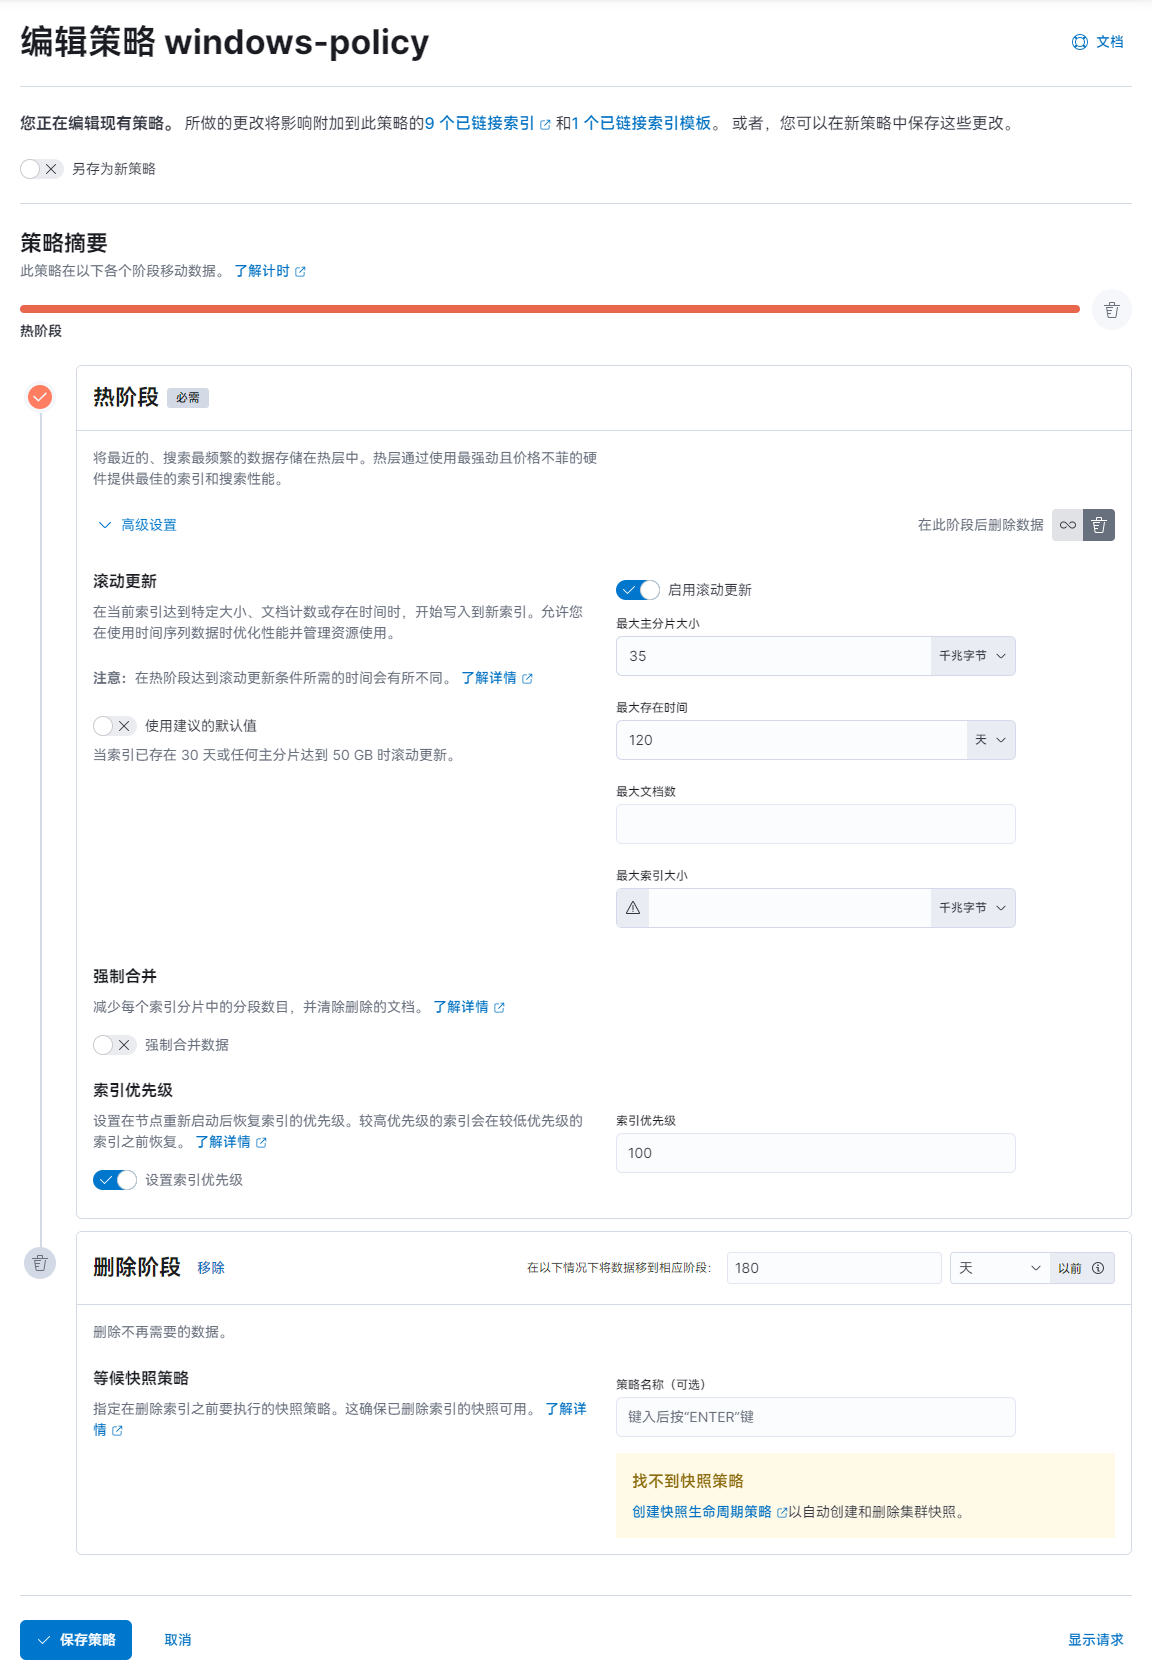 编辑策略 windows-policy
文档
您正在编辑现有策略。 所做的更改将影响附加到此策略的9 个已链接索引 和1 个已链接索引模板。 或者，您可以在新策略中保存这些更改。
另存为新策略
策略摘要
此策略在以下各个阶段移动数据。 了解计时
热阶段
热阶段 必需
将最近的、搜索最频繁的数据存储在热层中。热层通过使用最强劲且价格不菲的硬
件提供最佳的索引和搜索性能。
高级设置
在此阶段后删除数据
滚动更新
在当前索引达到特定大小、文档计数或存在时间时，开始写入到新索引。允许您
在使用时间序列数据时优化性能并管理资源使用。
注意： 在热阶段达到滚动更新条件所需的时间会有所不同。 了解详情
使用建议的默认值
当索引已存在 30 天或任何主分片达到 50 GB 时滚动更新。
启用滚动更新
最大主分片大小
35 千兆字节
最大存在时间
120 天
最大文档数
最大索引大小
千兆字节
强制合并
减少每个索引分片中的分段数目，并清除删除的文档。 了解详情
强制合并数据
索引优先级
设置在节点重新启动后恢复索引的优先级。较高优先级的索引会在较低优先级的
索引之前恢复。 了解详情
设置索引优先级
索引优先级
100
删除阶段 移除
在以下情况下将数据移到相应阶段： 180 天 以前
删除不再需要的数据。
等候快照策略
指定在删除索引之前要执行的快照策略。这确保已删除索引的快照可用。 了解详
情
策略名称（可选）
键入后按“ENTER”键
找不到快照策略
创建快照生命周期策略 以自动创建和删除集群快照。
保存策略
取消
显示请求